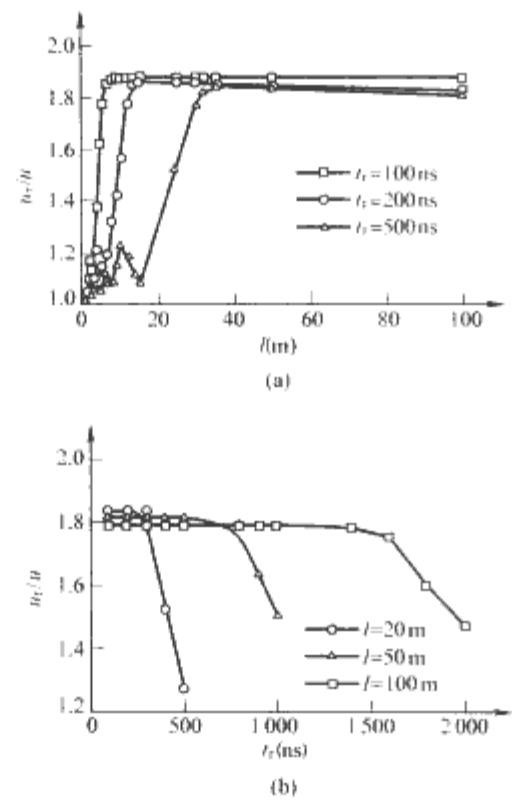 2.0
1.8
1.6
1.4
1.2
1.0
0 20 40 60 80 100
l(m)
u_T/u
t_r=100 ns
t_r=200 ns
t_r=500 ns
(a)
2.0
1.8
1.6
1.4
1.2
0 500 1 000 1 500 2 000
t_r(ns)
u_T/u
l=20 m
l=50 m
l=100 m
(b)